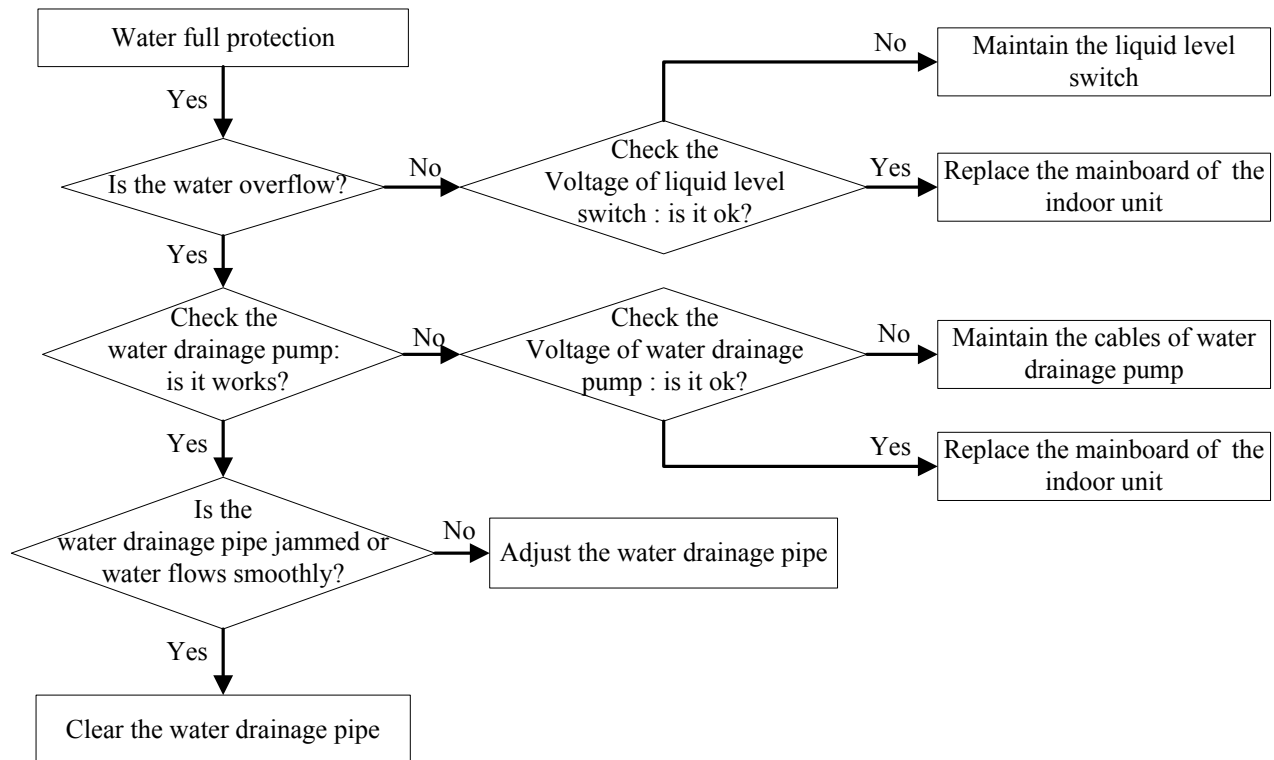 Water full protection
No
Maintain the liquid level
switch
Yes
Is the water overflow?
No
Check the
Voltage of liquid level
switch : is it ok?
Yes
Replace the mainboard of the
indoor unit
Yes
Check the
water drainage pump:
is it works?
No
Check the
Voltage of water drainage
pump : is it ok?
No
Maintain the cables of water
drainage pump
Yes
Yes
Replace the mainboard of the
indoor unit
Is the
water drainage pipe jammed or
water flows smoothly?
No
Adjust the water drainage pipe
Yes
Clear the water drainage pipe